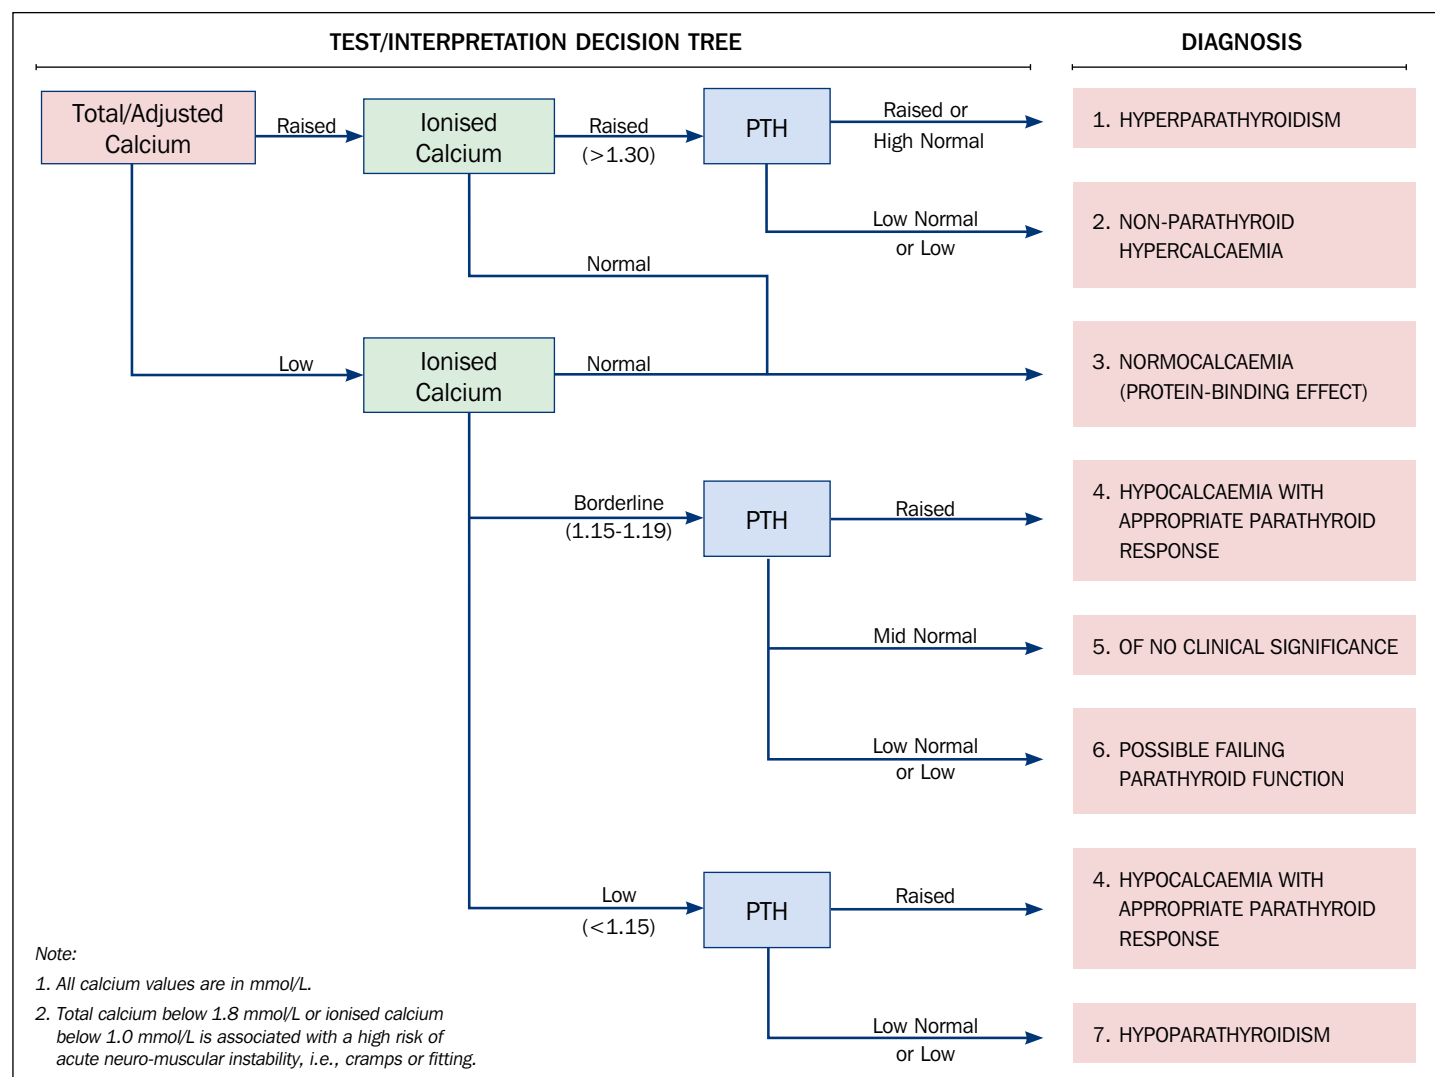 TEST/INTERPRETATION DECISION TREE
DIAGNOSIS
Total/Adjusted
Calcium
Raised
Ionised
Calcium
Raised
(>1.30)
PTH
Raised or
High Normal
1. HYPERPARATHYROIDISM
Low Normal
or Low
2. NON-PARATHYROID
HYPERCALCAEMIA
Normal
Low
Ionised
Calcium
Normal
3. NORMOCALCAEMIA
(PROTEIN-BINDING EFFECT)
Borderline
(1.15-1.19)
PTH
Raised
4. HYPOCALCAEMIA WITH
APPROPRIATE PARATHYROID
RESPONSE
Mid Normal
5. OF NO CLINICAL SIGNIFICANCE
Low Normal
or Low
6. POSSIBLE FAILING
PARATHYROID FUNCTION
Low
(<1.15)
PTH
Raised
4. HYPOCALCAEMIA WITH
APPROPRIATE PARATHYROID
RESPONSE
Low Normal
or Low
7. HYPOPARATHYROIDISM
Note:
1. All calcium values are in mmol/L.
2. Total calcium below 1.8 mmol/L or ionised calcium
below 1.0 mmol/L is associated with a high risk of
acute neuro-muscular instability, i.e., cramps or fitting.